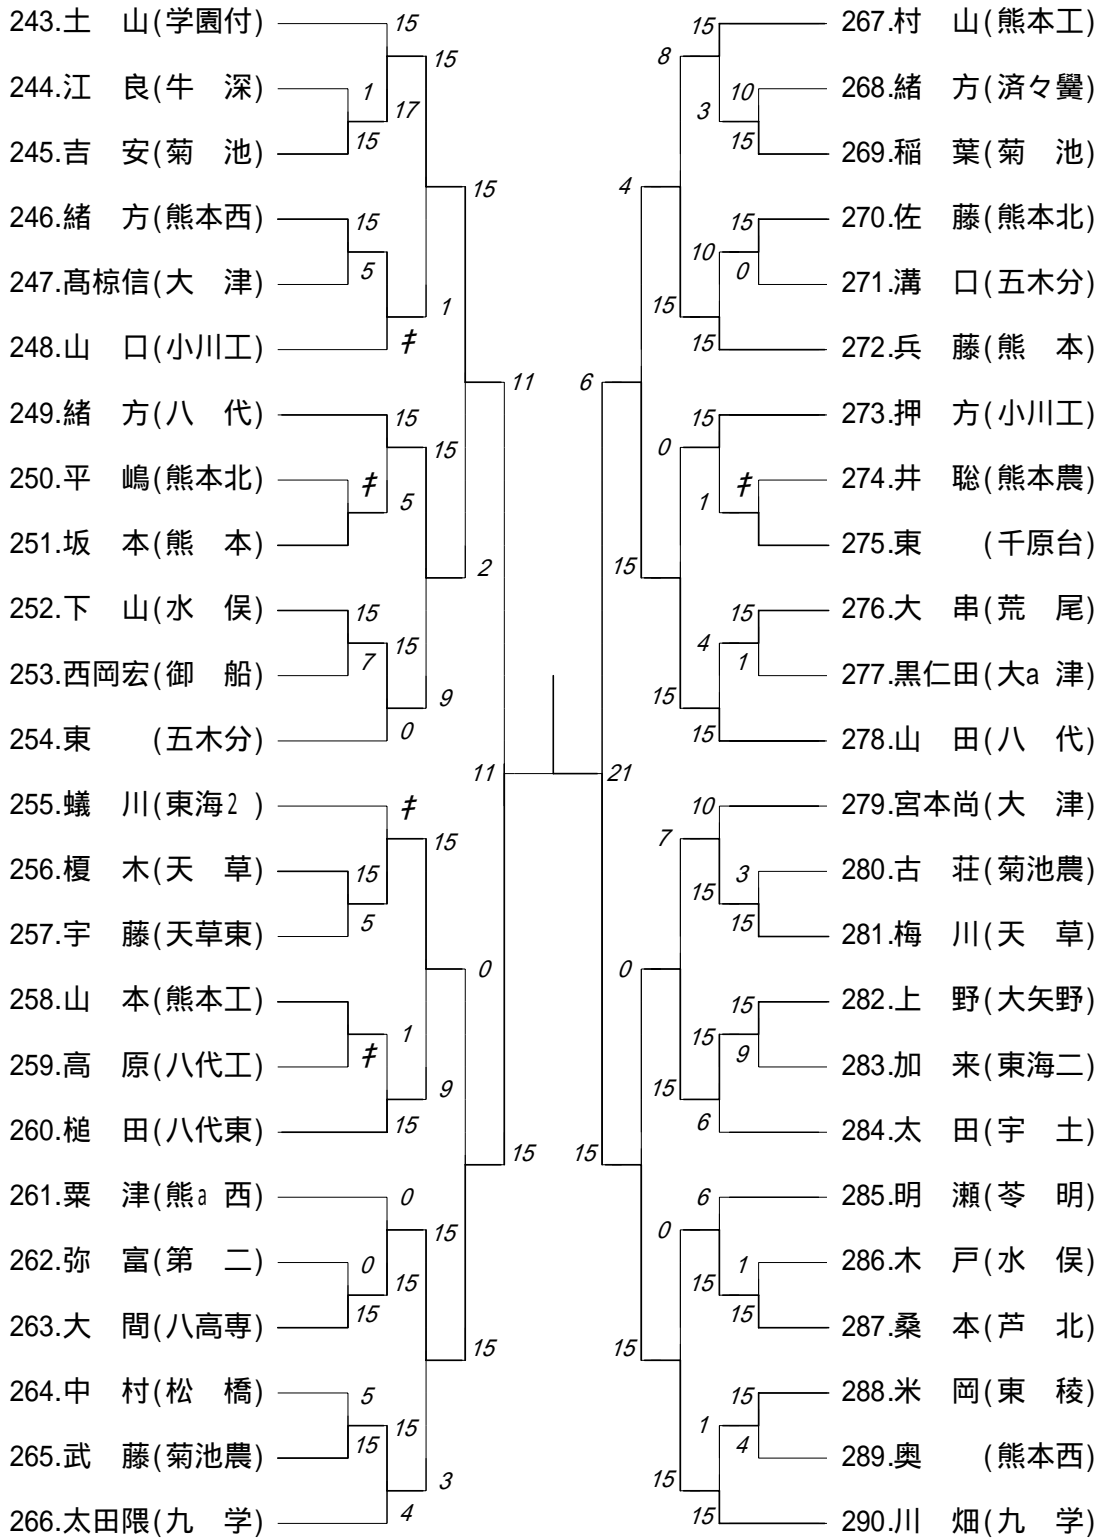 243.土　山(学園付)
15
15
244.江　良(牛　深)
1
17
245.吉　安(菊　池)
15
15
246.緒　方(熊本西)
15
247.髙椋信(大　津)
5
1
248.山　口(小川工)
キ
11
249.緒　方(八　代)
15
15
250.平　嶋(熊本北)
キ
5
251.坂　本(熊　本)
2
252.下　山(水　俣)
15
15
253.西岡宏(御　船)
7
9
254.東　　(五木分)
0
11
255.蟻　川(東海2 )
キ
15
256.榎　木(天　草)
15
257.宇　藤(天草東)
5
0
258.山　本(熊本工)
1
259.高　原(八代工)
キ
9
260.槌　田(八代東)
15
15
261.粟　津(熊a 西)
0
15
262.弥　富(第　二)
0
15
263.大　間(八高専)
15
15
264.中　村(松　橋)
5
15
265.武　藤(菊池農)
15
3
266.太田隈(九　学)
4
15
267.村　山(熊本工)
8
10
268.緒　方(済々黌)
3
15
269.稲　葉(菊　池)
4
15
270.佐　藤(熊本北)
10
0
271.溝　口(五木分)
15
15
272.兵　藤(熊　本)
6
15
273.押　方(小川工)
0
キ
274.井　聡(熊本農)
1
275.東　　(千原台)
15
15
276.大　串(荒　尾)
4
1
277.黒仁田(大a 津)
15
15
278.山　田(八　代)
21
10
279.宮本尚(大　津)
7
3
280.古　荘(菊池農)
15
15
281.梅　川(天　草)
0
15
282.上　野(大矢野)
15
9
283.加　来(東海二)
15
6
284.太　田(宇　土)
15
6
285.明　瀬(苓　明)
0
1
286.木　戸(水　俣)
15
15
287.桑　本(芦　北)
15
15
288.米　岡(東　稜)
1
4
289.奥　　(熊本西)
15
15
290.川　畑(九　学)